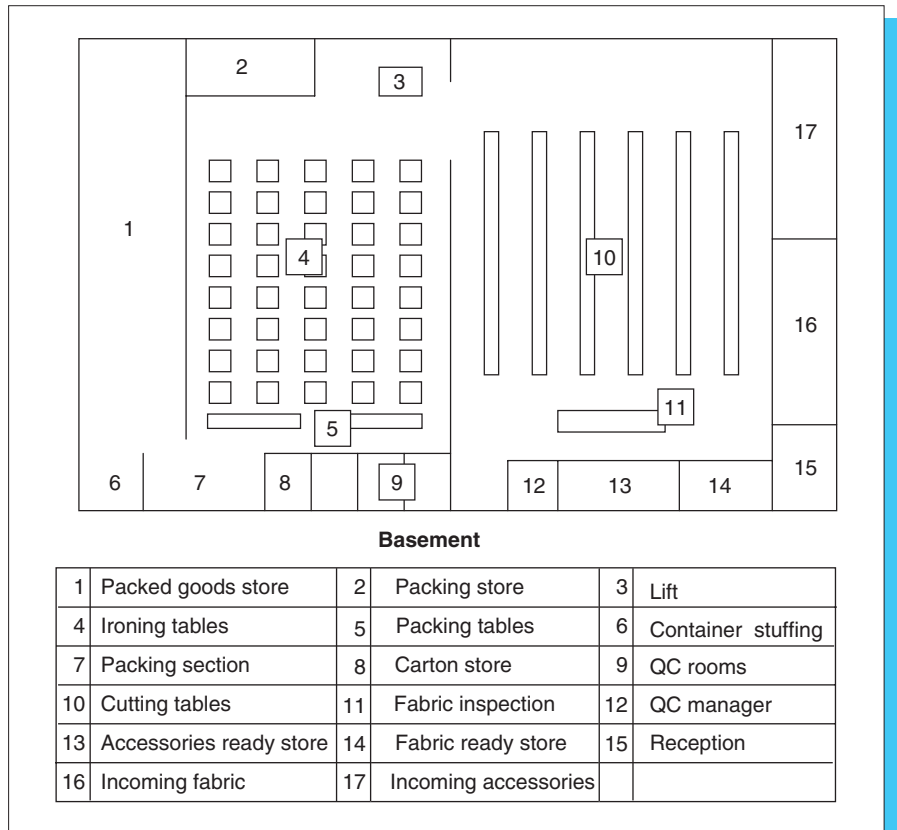 2
3
17
1
4
10
16
11
5
15
6 7 8 9 12 13 14
Basement
1 Packed goods store 2 Packing store 3 Lift
4 Ironing tables 5 Packing tables 6 Container stuffing
7 Packing section 8 Carton store 9 QC rooms
10 Cutting tables 11 Fabric inspection 12 QC manager
13 Accessories ready store 14 Fabric ready store 15 Reception
16 Incoming fabric 17 Incoming accessories